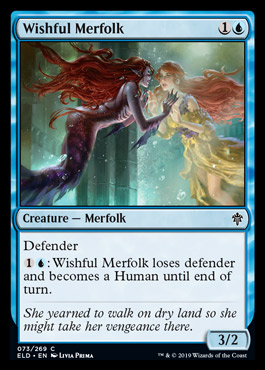 Wishful Merfolk 1
Creature — Merfolk
Defender
1 : Wishful Merfolk loses defender
and becomes a Human until end of
turn.
She yearned to walk on dry land so she
might take her vengeance there.
3/2
073/269 C
ELD • EN LIVIA PRIMA
™ & © 2019 Wizards of the Coast